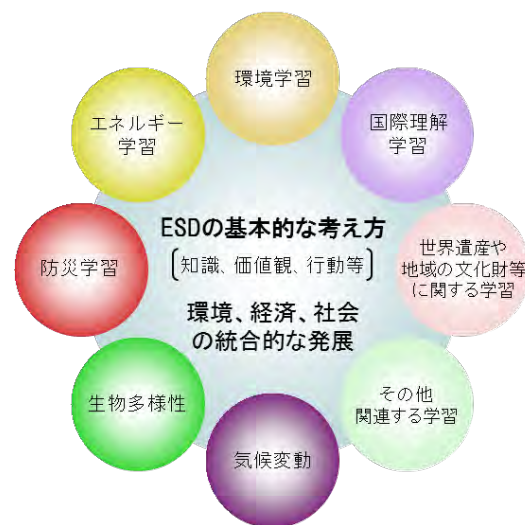 環境学習
国際理解
学習
世界遺産や
地域の文化財等
に関する学習
その他
関連する学習
気候変動
生物多様性
防災学習
エネルギー
学習
ESDの基本的な考え方
[知識、価値観、行動等]
環境、経済、社会
の統合的な発展